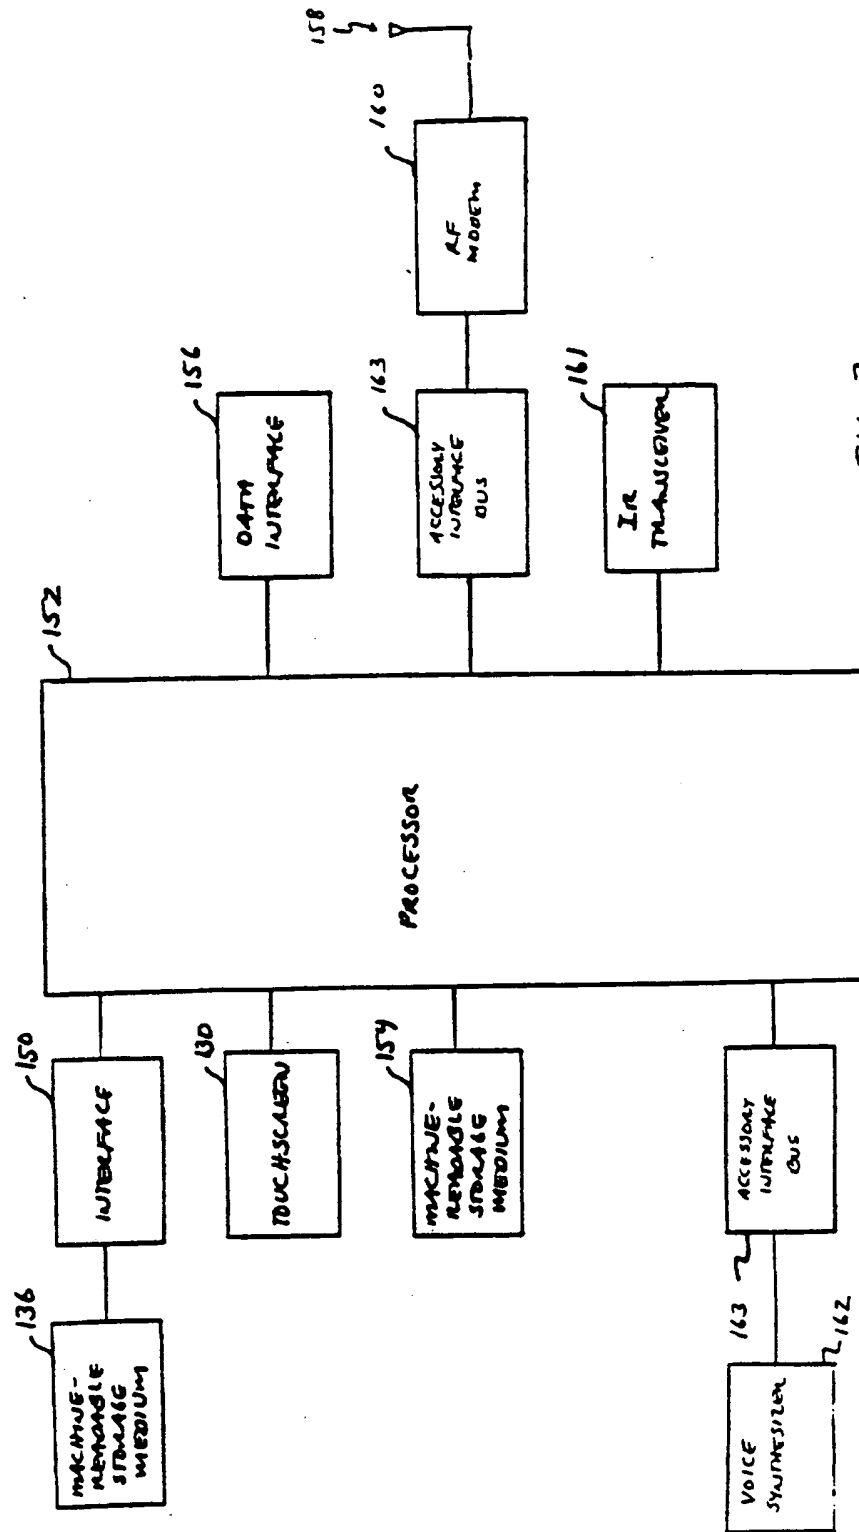 158
160
RF
MODEM
156
DATA
INTERFACE
163
ACCESSORY
INTERFACE
BUS
161
IR
TRANSCEIVER
152
PROCESSOR
150
INTERFACE
130
TOUCHSCREEN
154
MACHINE-
READABLE
STORAGE
MEDIUM
ACCESSORY
INTERFACE
BUS
163
136
MACHINE-
READABLE
STORAGE
MEDIUM
162
VOICE
SYNTHESIZER